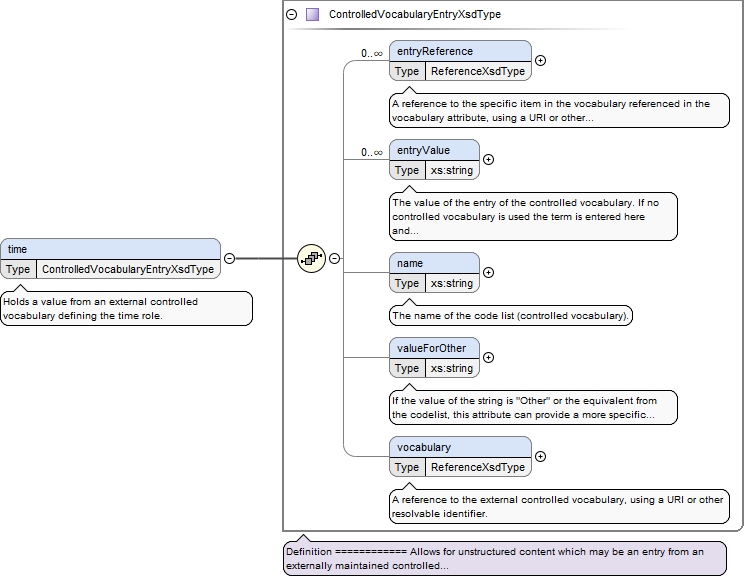 ControlledVocabularyEntryXsdType
0..∞
entryReference
Type ReferenceXsdType
A reference to the specific item in the vocabulary referenced in the
vocabulary attribute, using a URI or other...
0..∞
entryValue
Type xs:string
The value of the entry of the controlled vocabulary. If no
controlled vocabulary is used the term is entered here
and...
time
Type ControlledVocabularyEntryXsdType
Holds a value from an external controlled
vocabulary defining the time role.
name
Type xs:string
The name of the code list (controlled vocabulary).
valueForOther
Type xs:string
If the value of the string is "Other" or the equivalent from
the codelist, this attribute can provide a more specific...
vocabulary
Type ReferenceXsdType
A reference to the external controlled vocabulary, using a URI or other
resolvable identifier.
Definition ============ Allows for unstructured content which may be an entry from an
externally maintained controlled...